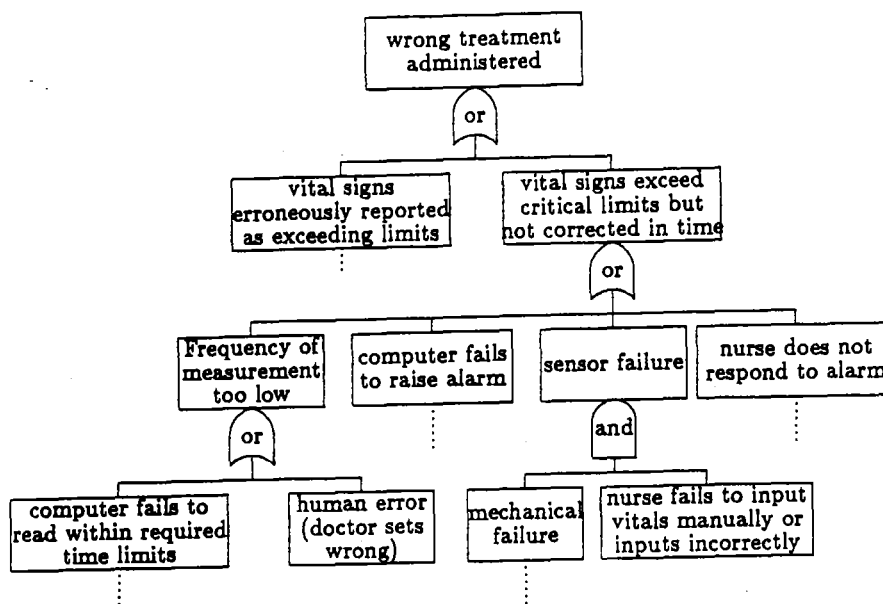 wrong treatment
administered
or
vital signs
erroneously reported
as exceeding limits
vital signs exceed
critical limits but
not corrected in time
or
Frequency of
measurement
too low
computer fails
to raise alarm
sensor failure
nurse does not
respond to alarm
or
and
computer fails to
read within required
time limits
human error
(doctor sets
wrong)
mechanical
failure
nurse fails to input
vitals manually or
inputs incorrectly